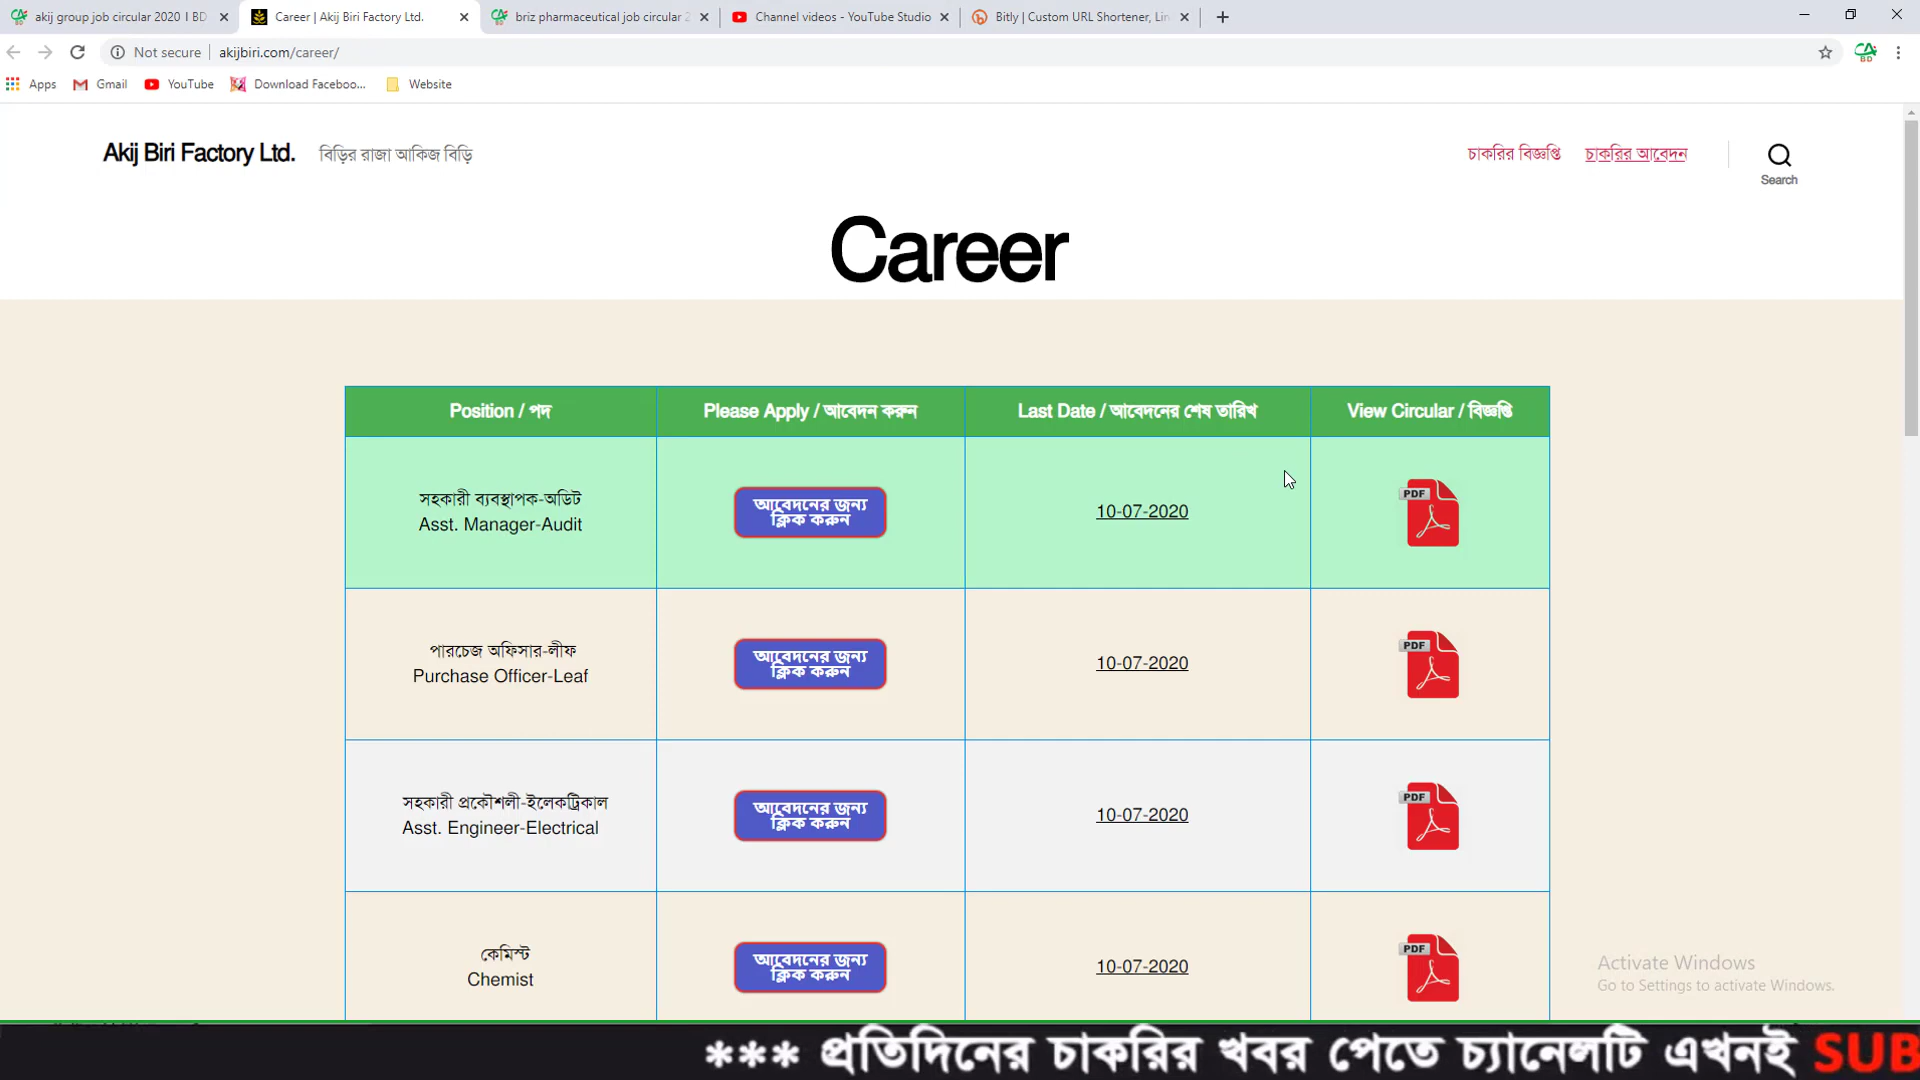 akij group job circular 2020 I BD
Career | Akij Biri Factory Ltd.
briz pharmaceutical job circular 2
Channel videos - YouTube Studio
Bitly | Custom URL Shortener, Lin
Not secure
akijbiri.com/career/
Apps
Gmail
YouTube
Download Faceboo...
Website
Akij Biri Factory Ltd.
বিড়ির রাজা আকিজ বিড়ি
চাকরির বিজ্ঞপ্তি
চাকরির আবেদন
Search
Career
Position / পদ
Please Apply / আবেদন করুন
Last Date / আবেদনের শেষ তারিখ
View Circular / বিজ্ঞপ্তি
সহকারী ব্যবস্থাপক-অডিট
Asst. Manager-Audit
আবেদনের জন্য
ক্লিক করুন
10-07-2020
PDF
পারচেজ অফিসার-লীফ
Purchase Officer-Leaf
আবেদনের জন্য
ক্লিক করুন
10-07-2020
PDF
সহকারী প্রকৌশলী-ইলেকট্রিকাল
Asst. Engineer-Electrical
আবেদনের জন্য
ক্লিক করুন
10-07-2020
PDF
কেমিস্ট
Chemist
আবেদনের জন্য
ক্লিক করুন
10-07-2020
PDF
Activate Windows
Go to Settings to activate Windows.
*** প্রতিদিনের চাকরির খবর পেতে চ্যানেলটি এখনই SUB